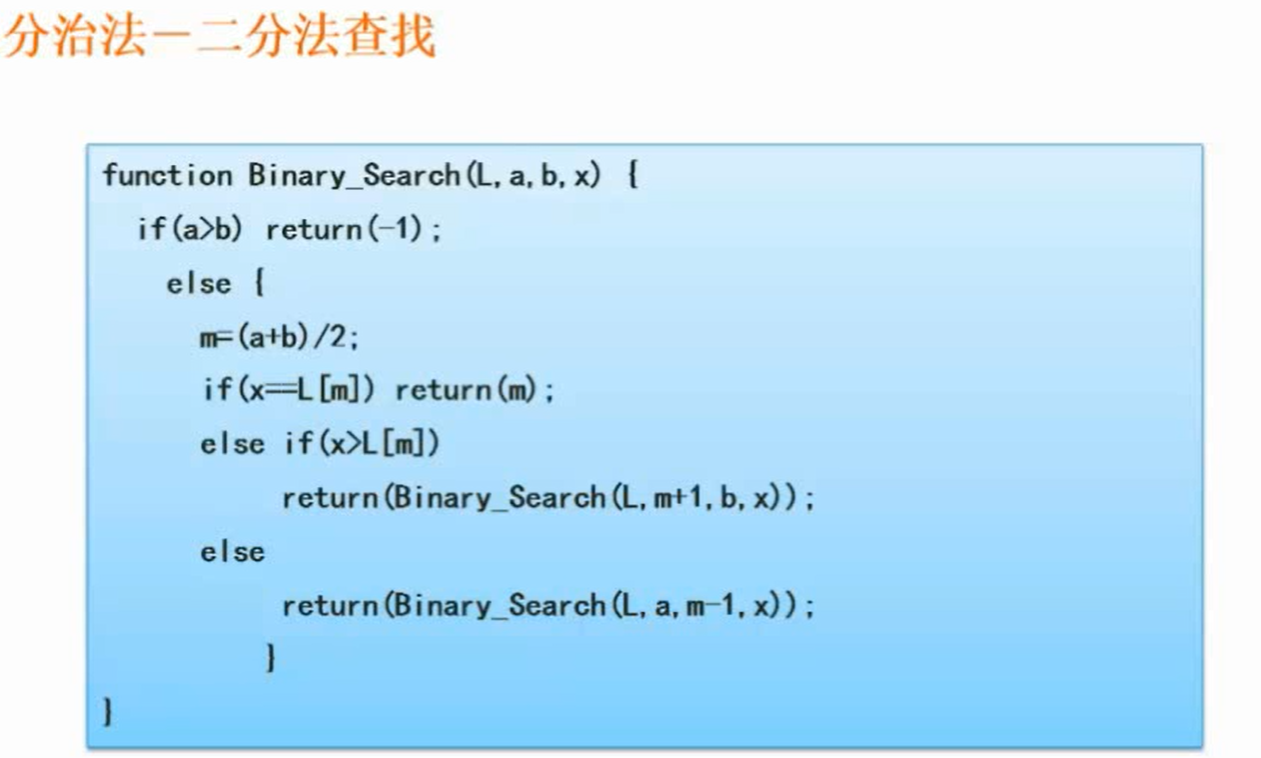 分治法－二分法查找
function Binary_Search(L,a,b,x) {
if(a>b) return(-1);
else {
m=(a+b)/2;
if(x==L[m]) return(m);
else if(x>L[m])
return(Binary_Search(L,m+1,b,x));
else
return(Binary_Search(L,a,m-1,x));
}
}